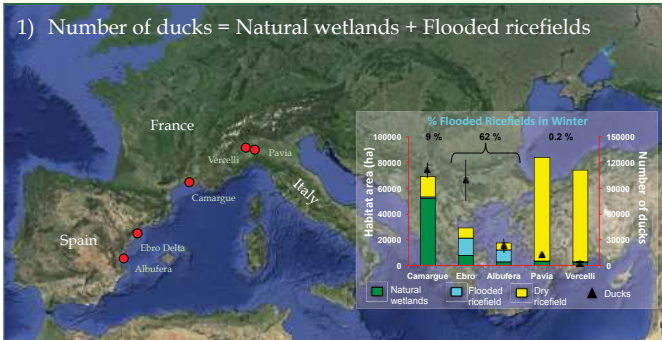 1) Number of ducks = Natural wetlands + Flooded ricefields
France
Vercelli
Pavia
Camargue
Italy
Spain
Ebro Delta
Albufera
% Flooded Ricefields in Winter
9 %
62 %
0.2 %
Habitat area (ha)
100000
80000
60000
40000
20000
0
150000
120000
90000
60000
30000
0
Number of ducks
Camargue Ebro Albufera Pavia Vercelli
Natural wetlands
Flooded ricefield
Dry ricefield
Ducks